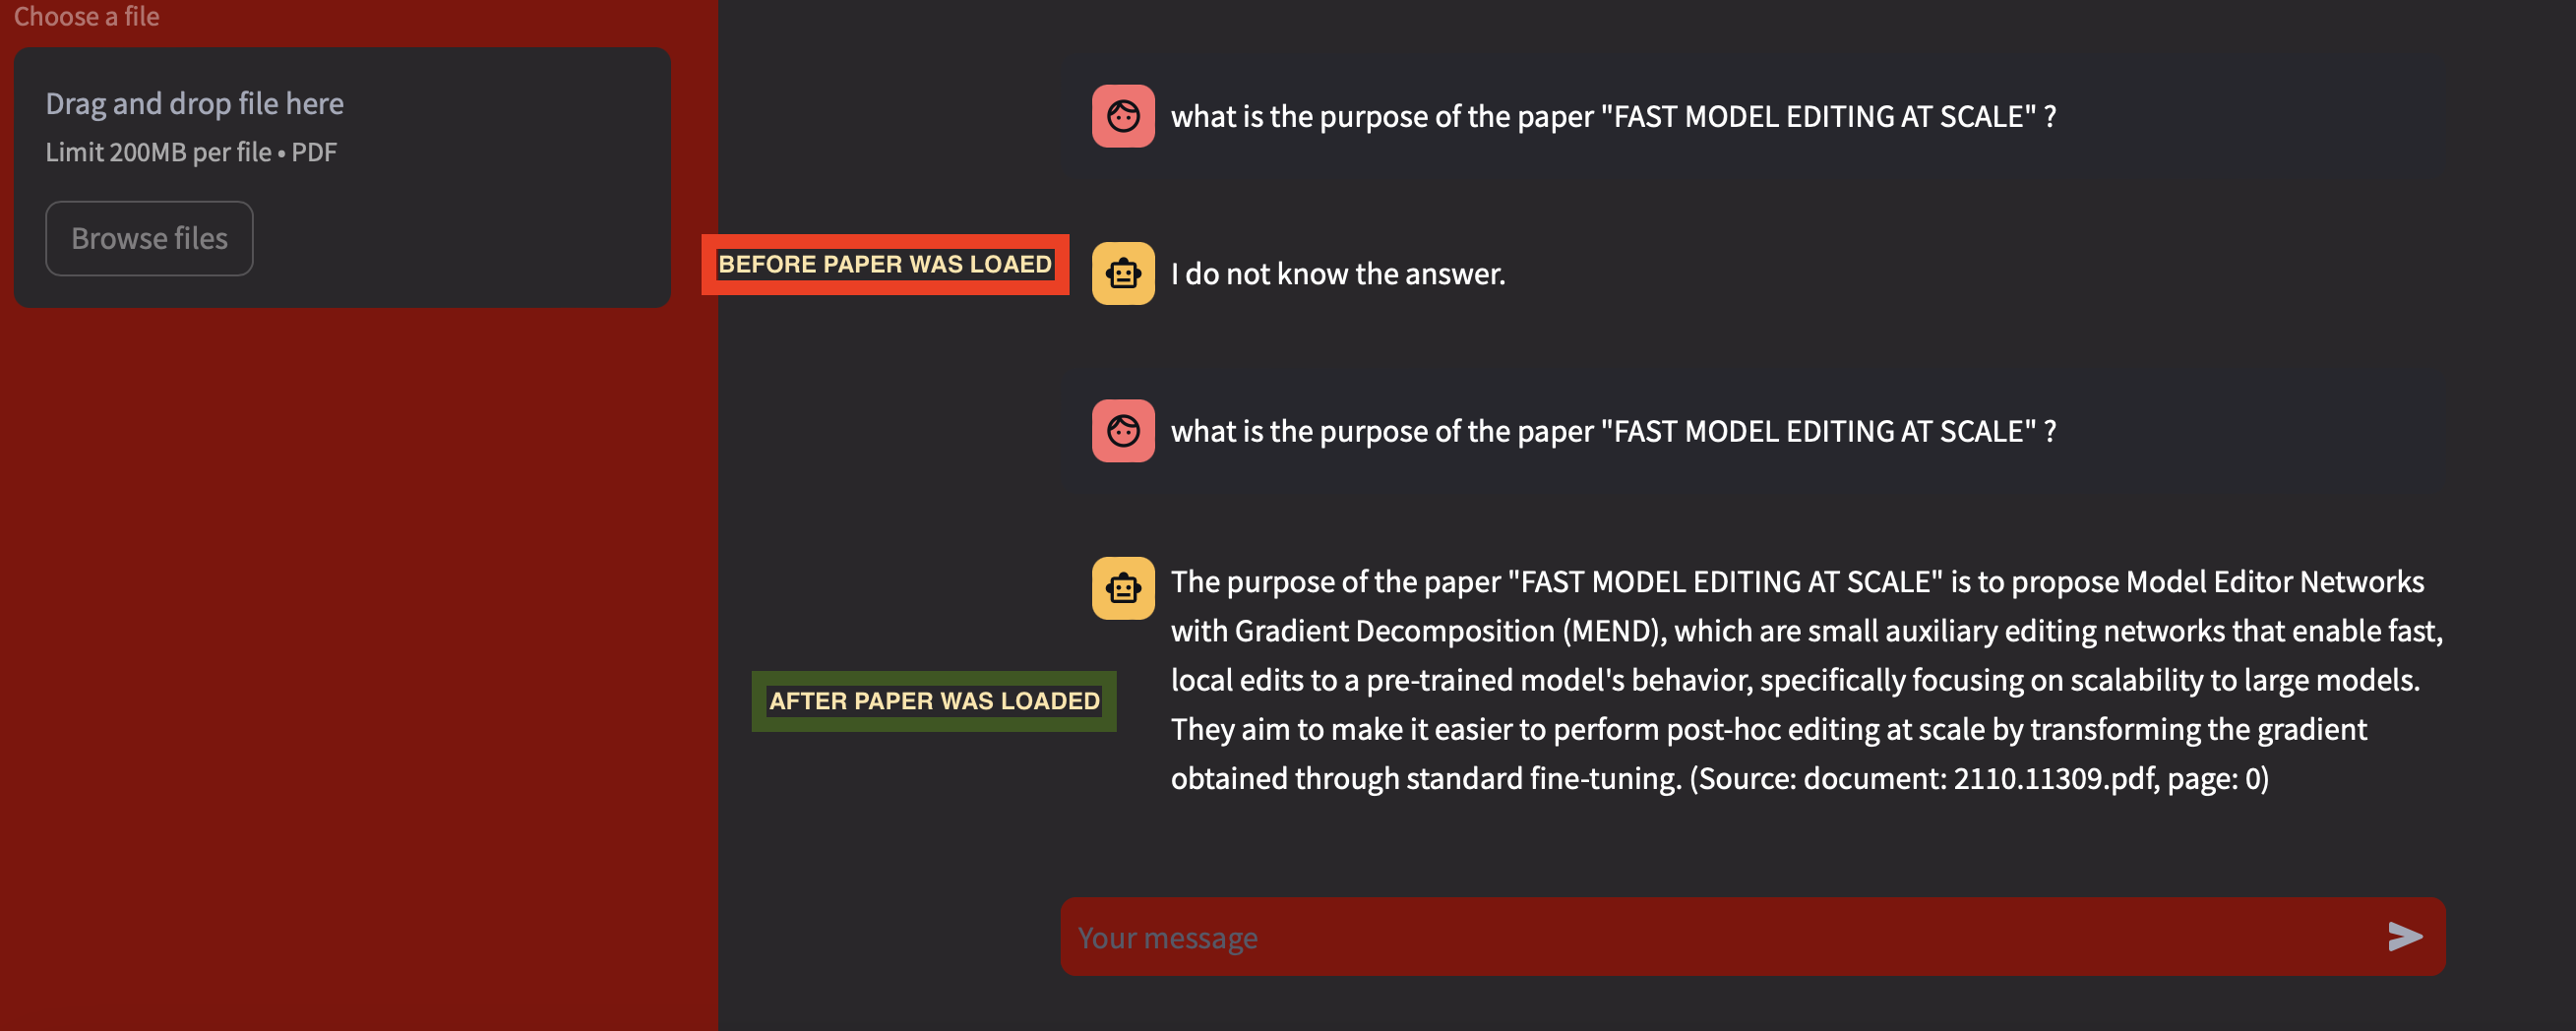 Choose a file
Drag and drop file here
Limit 200MB per file • PDF
Browse files
what is the purpose of the paper "FAST MODEL EDITING AT SCALE" ?
BEFORE PAPER WAS LOAED
I do not know the answer.
what is the purpose of the paper "FAST MODEL EDITING AT SCALE" ?
The purpose of the paper "FAST MODEL EDITING AT SCALE" is to propose Model Editor Networks
with Gradient Decomposition (MEND), which are small auxiliary editing networks that enable fast,
local edits to a pre-trained model's behavior, specifically focusing on scalability to large models.
They aim to make it easier to perform post-hoc editing at scale by transforming the gradient
obtained through standard fine-tuning. (Source: document: 2110.11309.pdf, page: 0)
AFTER PAPER WAS LOADED
Your message